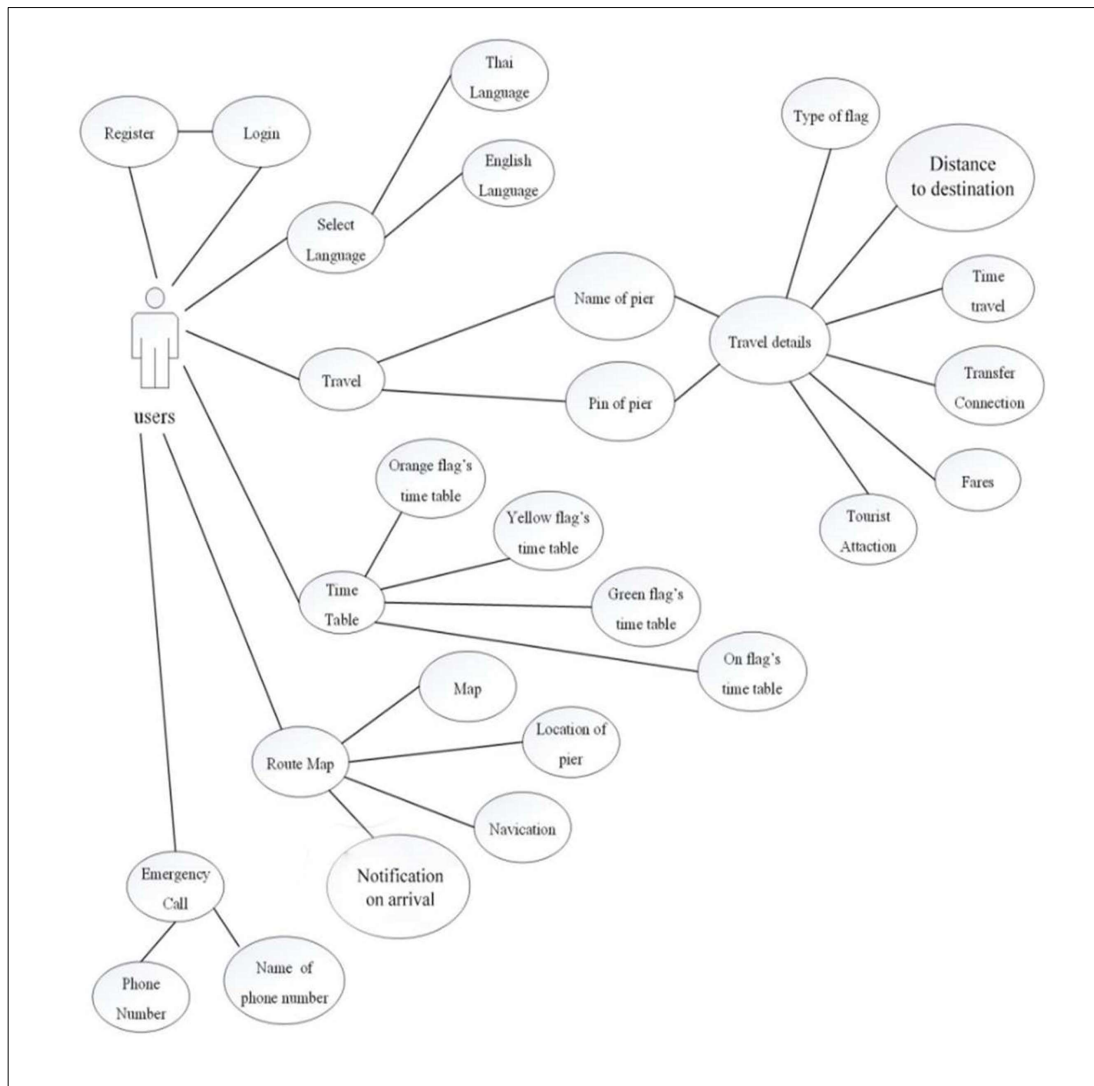 Thai
Language
Register
Login
English
Language
Select
Language
Type of flag
Distance
to destination
Time
travel
Name of pier
Travel details
Travel
Pin of pier
Transfer
Connection
users
Fares
Tourist
Attaction
Orange flag's
time table
Yellow flag's
time table
Time
Table
Green flag's
time table
On flag's
time table
Map
Location of
pier
Route Map
Navication
Notification
on arrival
Emergency
Call
Phone
Number
Name of
phone number